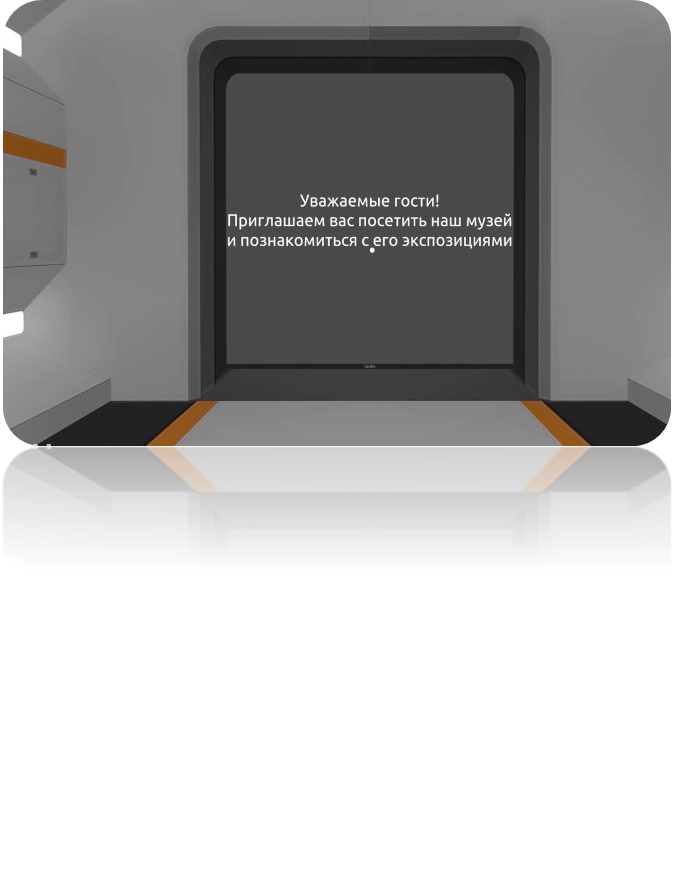 Уважаемые гости!
Приглашаем вас посетить наш музей
и познакомиться с его экспозициями